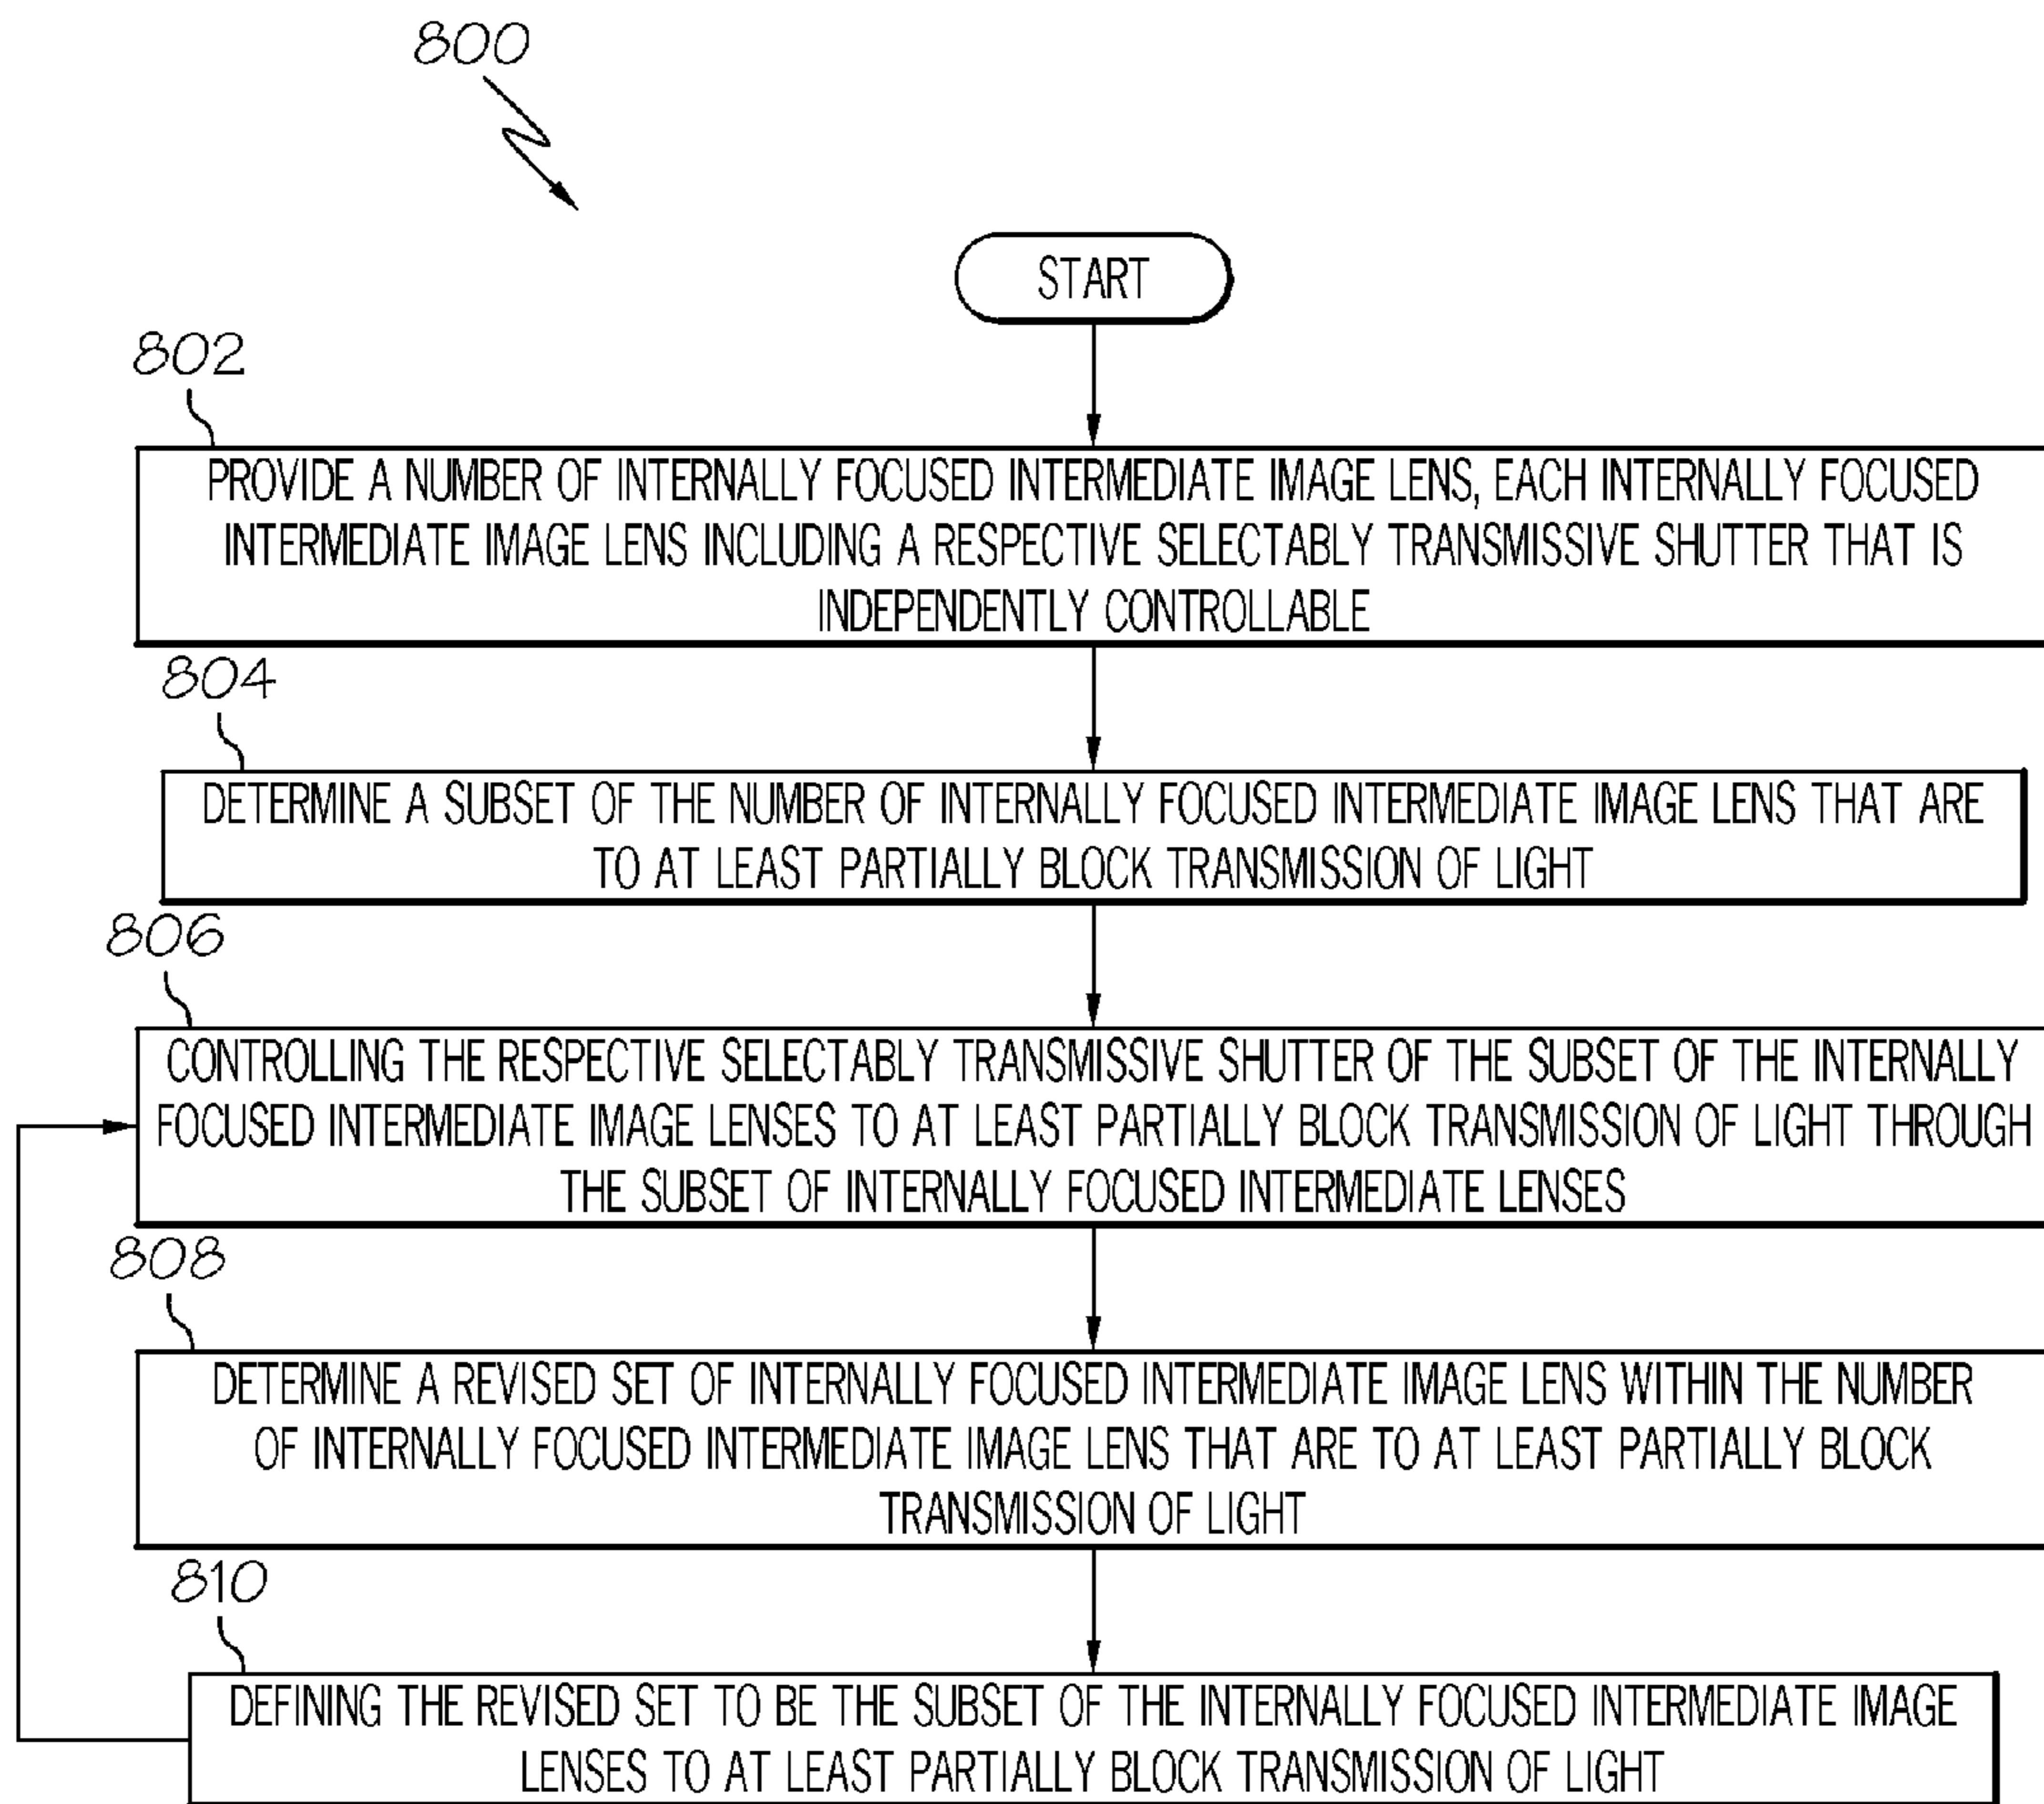 800
START
802
PROVIDE A NUMBER OF INTERNALLY FOCUSED INTERMEDIATE IMAGE LENS, EACH INTERNALLY FOCUSED
INTERMEDIATE IMAGE LENS INCLUDING A RESPECTIVE SELECTABLY TRANSMISSIVE SHUTTER THAT IS
INDEPENDENTLY CONTROLLABLE
804
DETERMINE A SUBSET OF THE NUMBER OF INTERNALLY FOCUSED INTERMEDIATE IMAGE LENS THAT ARE
TO AT LEAST PARTIALLY BLOCK TRANSMISSION OF LIGHT
806
CONTROLLING THE RESPECTIVE SELECTABLY TRANSMISSIVE SHUTTER OF THE SUBSET OF THE INTERNALLY
FOCUSED INTERMEDIATE IMAGE LENSES TO AT LEAST PARTIALLY BLOCK TRANSMISSION OF LIGHT THROUGH
THE SUBSET OF INTERNALLY FOCUSED INTERMEDIATE LENSES
808
DETERMINE A REVISED SET OF INTERNALLY FOCUSED INTERMEDIATE IMAGE LENS WITHIN THE NUMBER
OF INTERNALLY FOCUSED INTERMEDIATE IMAGE LENS THAT ARE TO AT LEAST PARTIALLY BLOCK
TRANSMISSION OF LIGHT
810
DEFINING THE REVISED SET TO BE THE SUBSET OF THE INTERNALLY FOCUSED INTERMEDIATE IMAGE
LENSES TO AT LEAST PARTIALLY BLOCK TRANSMISSION OF LIGHT